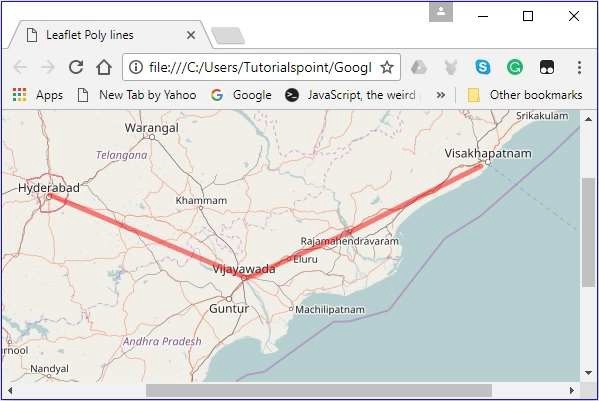 Leaflet Poly lines
file:///C:/Users/Tutorialspoint/Googl
Apps New Tab by Yahoo Google JavaScript, the weird » Other bookmarks
Srikakulam
Warangal
Visakhapatnam
Telangana
Hyderabad
Khammam
Rajamahendravaram
Eluru
Vijayawada
Guntur
Machilipatnam
Andhra Pradesh
Nandyal